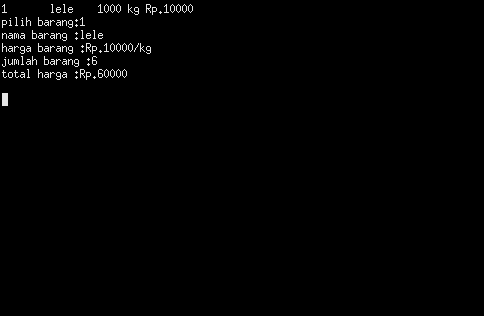 1 lele 1000 kg Rp.10000
pilih barang:1
nama barang :lele
harga barang :Rp.10000/kg
jumlah barang :6
total harga :Rp.60000